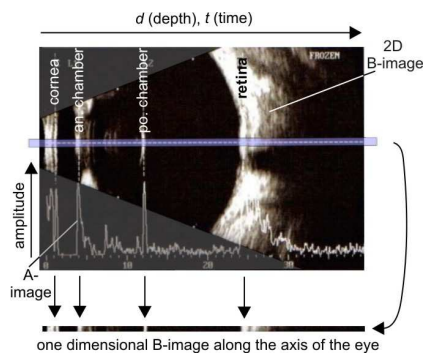 d (depth), t (time)
cornea
an. chamber
po. chamber
retina
FROZEN
2D
B-image
amplitude
A-
image
0
10
20
30
one dimensional B-image along the axis of the eye